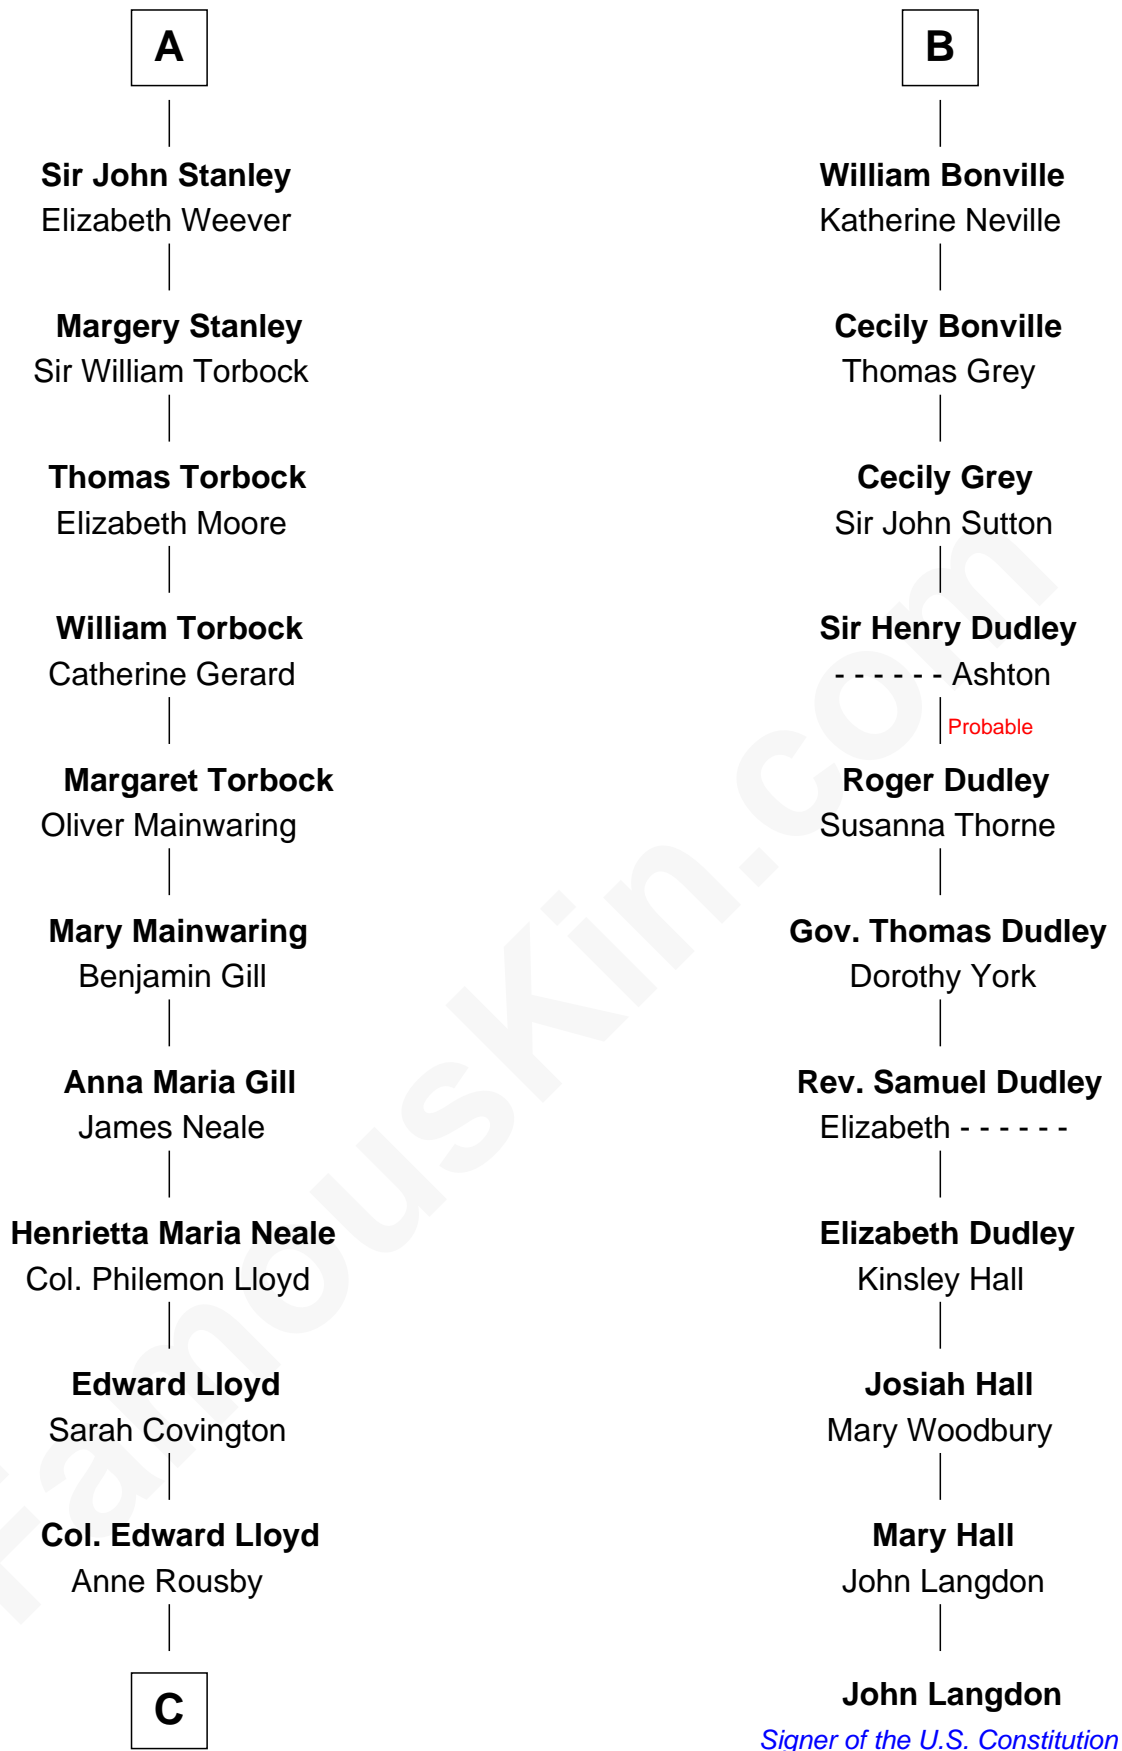 A
Sir John Stanley
Elizabeth Weever
Margery Stanley
Sir William Torbock
Thomas Torbock
Elizabeth Moore
William Torbock
Catherine Gerard
Margaret Torbock
Oliver Mainwaring
Mary Mainwaring
Benjamin Gill
Anna Maria Gill
James Neale
Henrietta Maria Neale
Col. Philemon Lloyd
Edward Lloyd
Sarah Covington
Col. Edward Lloyd
Anne Rousby
C
B
William Bonville
Katherine Neville
Cecily Bonville
Thomas Grey
Cecily Grey
Sir John Sutton
Sir Henry Dudley
- - - - - - Ashton
Probable
Roger Dudley
Susanna Thorne
Gov. Thomas Dudley
Dorothy York
Rev. Samuel Dudley
Elizabeth - - - - - -
Elizabeth Dudley
Kinsley Hall
Josiah Hall
Mary Woodbury
Mary Hall
John Langdon
John Langdon
Signer of the U.S. Constitution
FamousKin.com